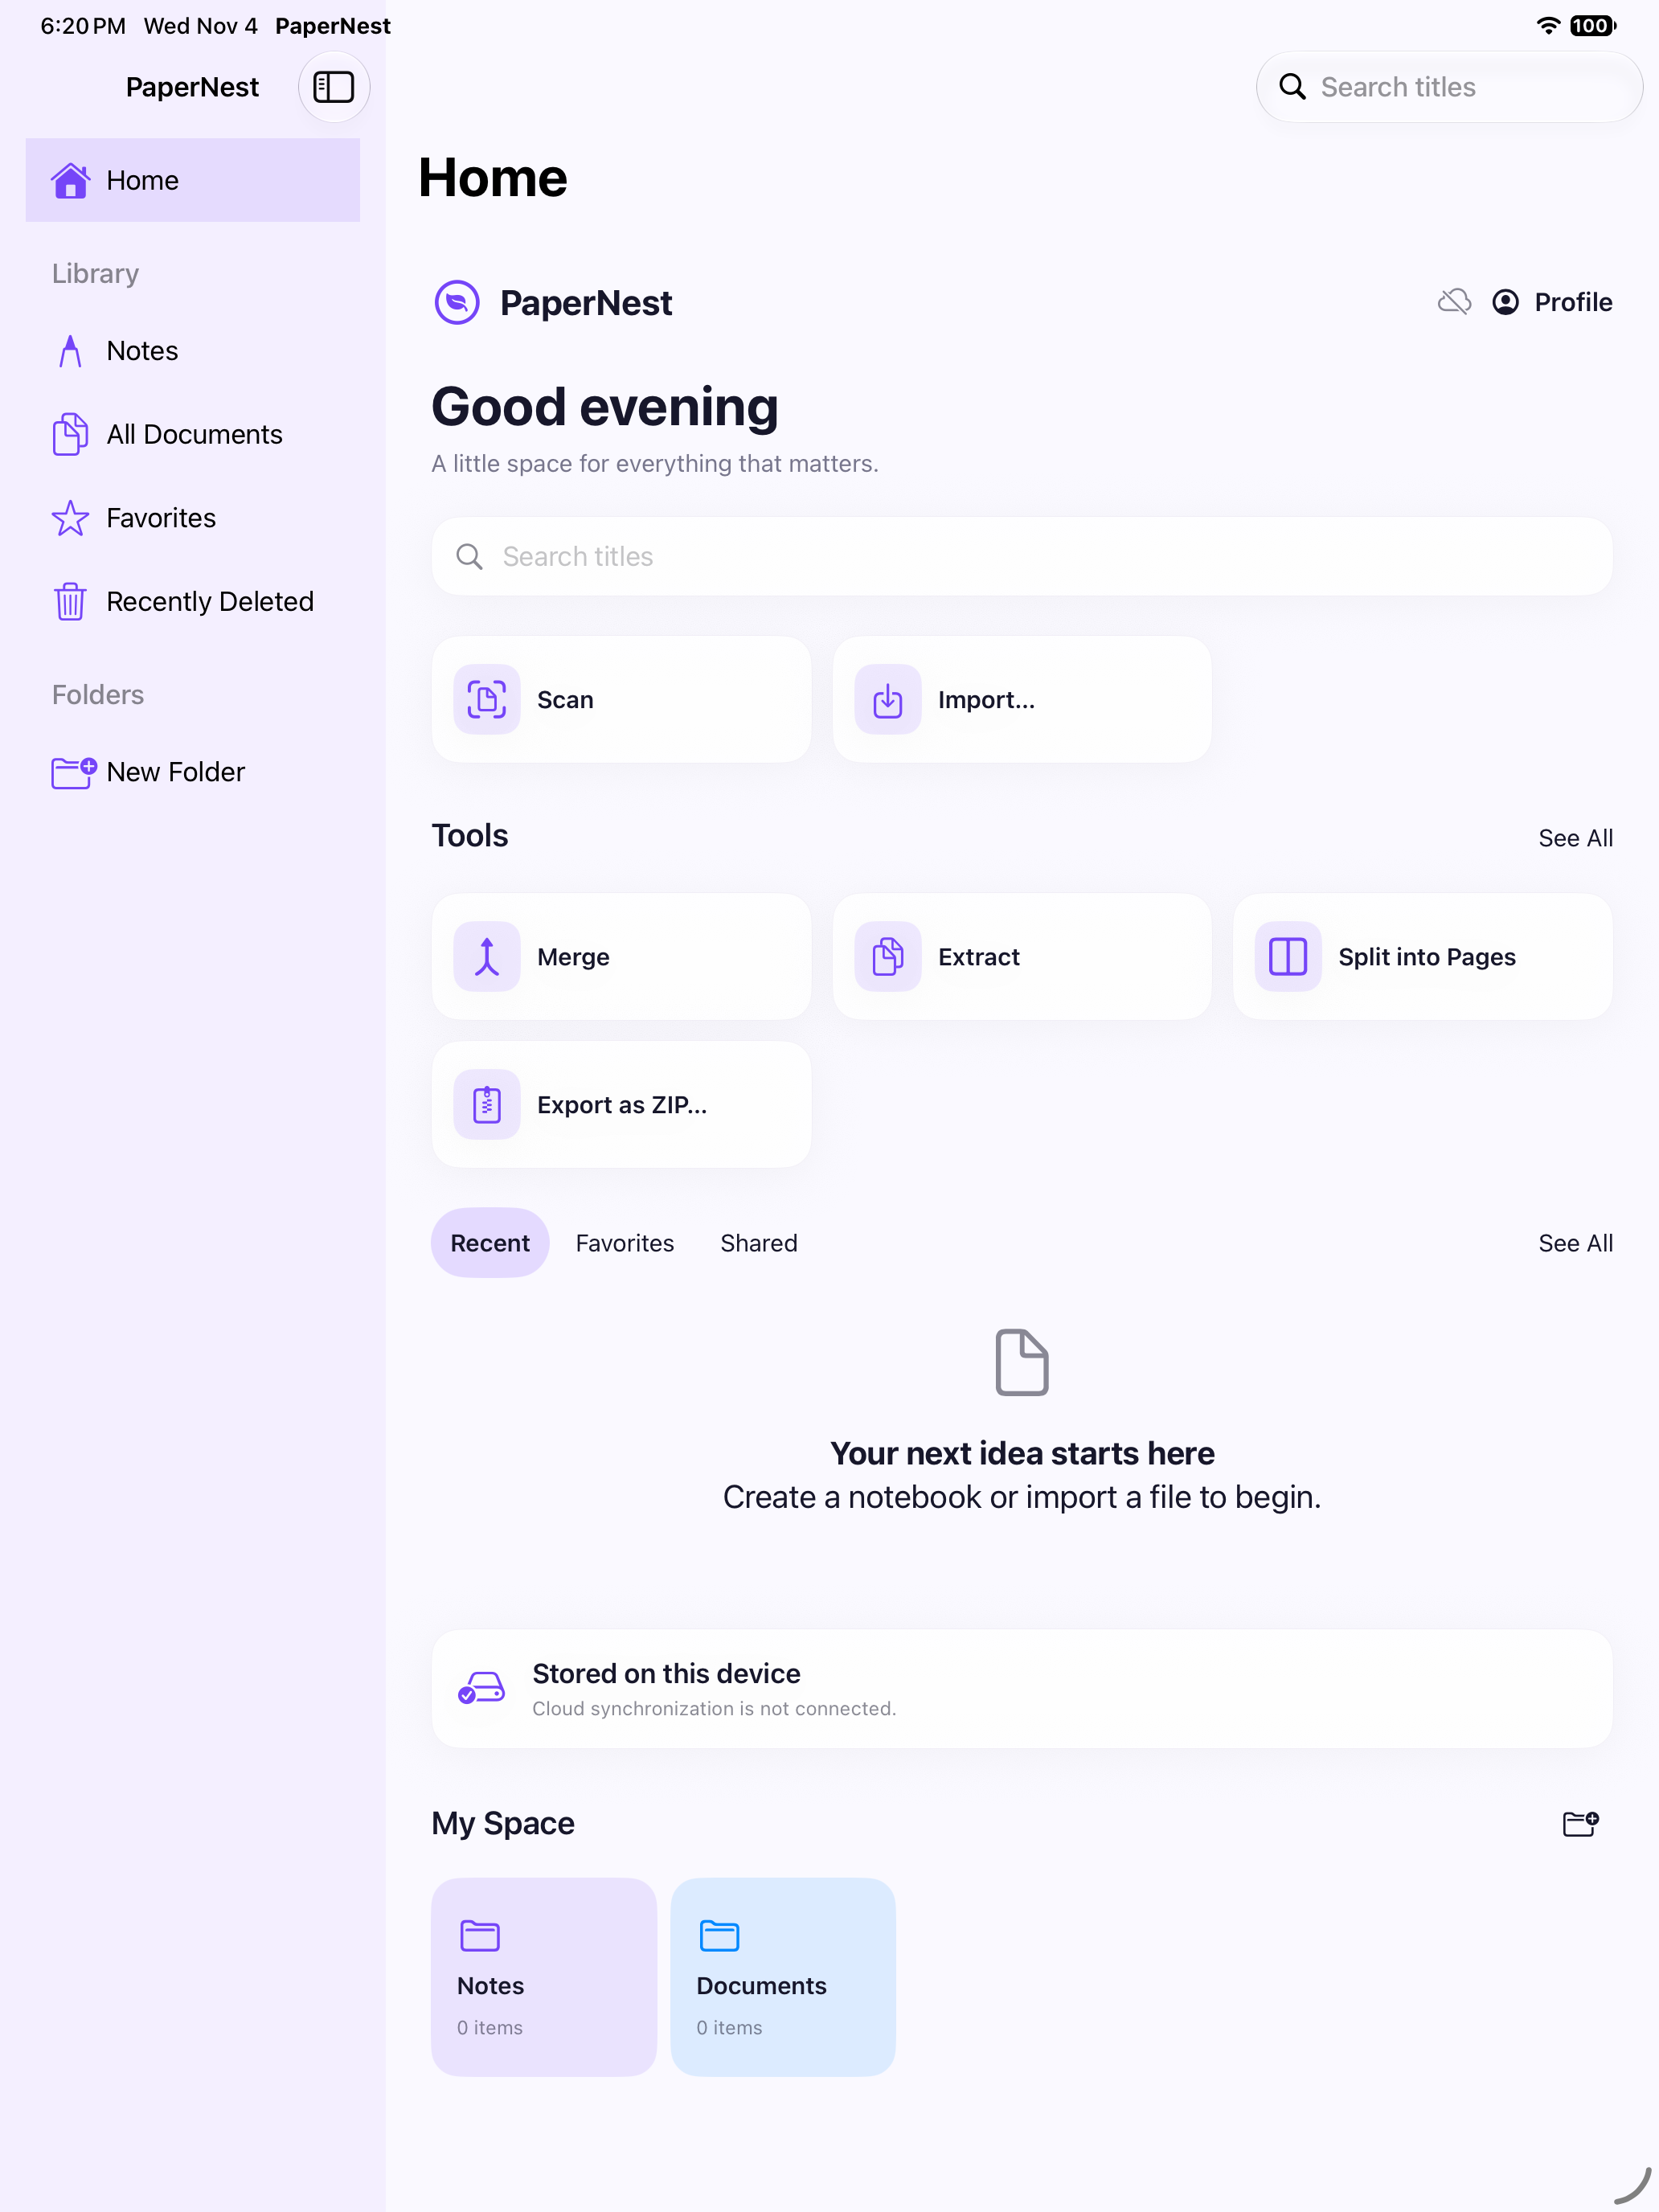 6:20 PM Wed Nov 4 PaperNest
100
PaperNest
Search titles
Home
Library
Notes
All Documents
Favorites
Recently Deleted
Folders
New Folder
Home
PaperNest
Profile
Good evening
A little space for everything that matters.
Search titles
Scan
Import...
Tools
See All
Merge
Extract
Split into Pages
Export as ZIP...
Recent
Favorites
Shared
See All
Your next idea starts here
Create a notebook or import a file to begin.
Stored on this device
Cloud synchronization is not connected.
My Space
Notes
0 items
Documents
0 items